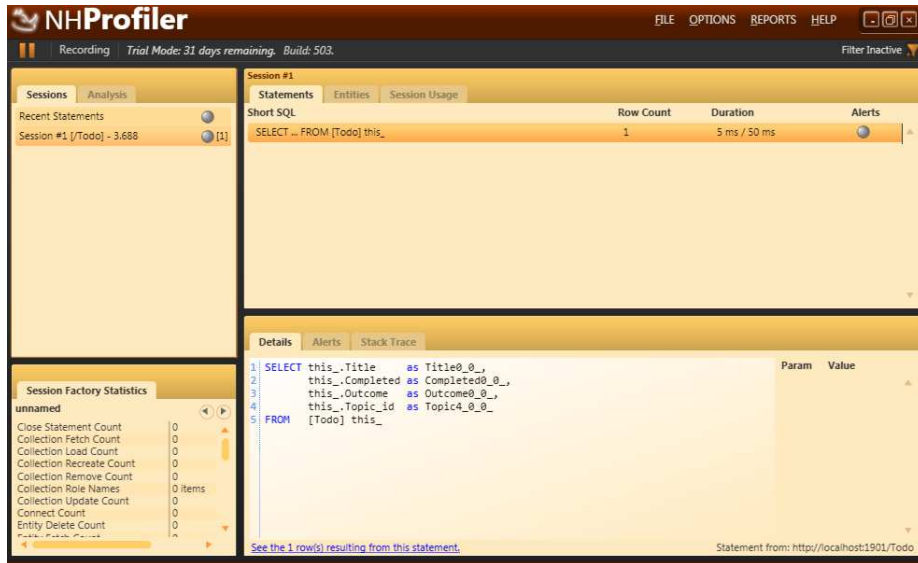 NHProfiler
FILE OPTIONS REPORTS HELP
Recording Trial Mode: 31 days remaining. Build: 503.
Filter Inactive
Sessions Analysis
Recent Statements
Session #1 [/Todo] - 3.688 [1]
Session #1
Statements Entities Session Usage
Short SQL Row Count Duration Alerts
SELECT ... FROM [Todo] this_ 1 5 ms / 50 ms
Session Factory Statistics
unnamed
Close Statement Count 0
Collection Fetch Count 0
Collection Load Count 0
Collection Recreate Count 0
Collection Remove Count 0
Collection Role Names 0 items
Collection Update Count 0
Connect Count 0
Entity Delete Count 0
Details Alerts Stack Trace
1 SELECT this_.Title as Title0_0_,
2 this_.Completed as Completed0_0_,
3 this_.Outcome as Outcome0_0_,
4 this_.Topic_id as Topic4_0_0_
5 FROM [Todo] this_
Param Value
See the 1 row(s) resulting from this statement.
Statement from: http://localhost:1901/Todo